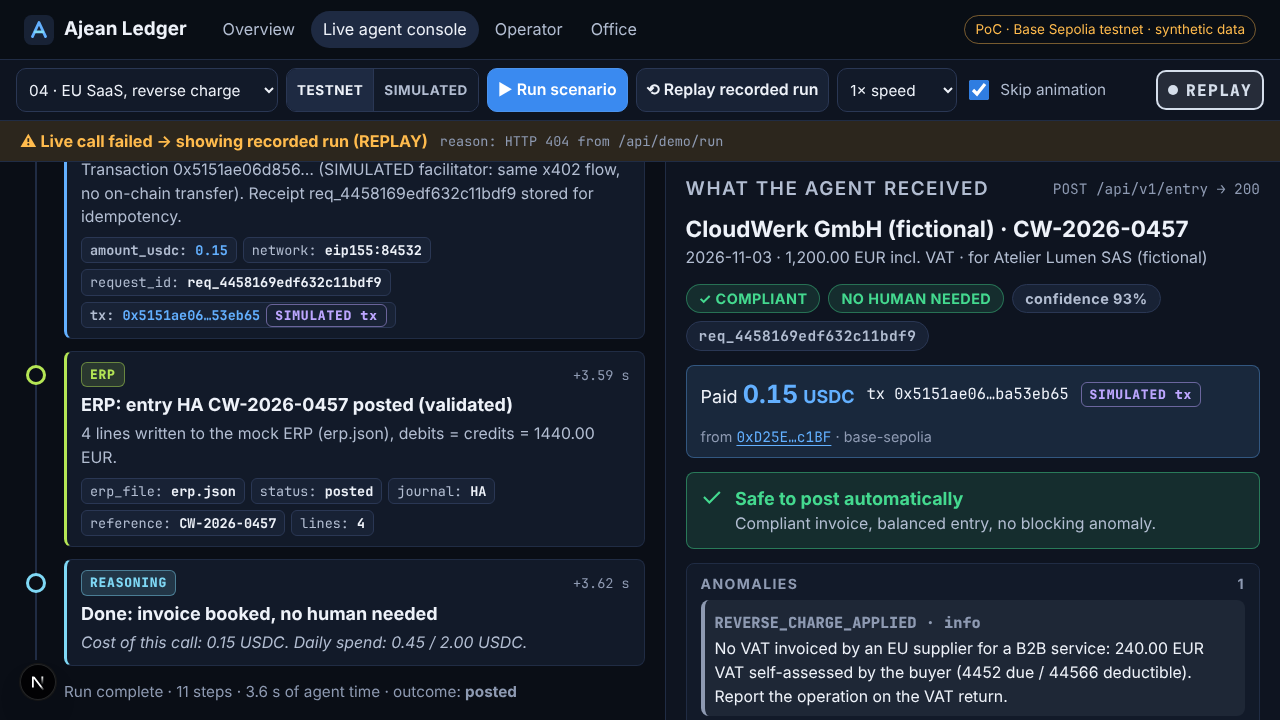 Ajean Ledger
Overview
Live agent console
Operator
Office
PoC · Base Sepolia testnet · synthetic data
04 · EU SaaS, reverse charge
TESTNET
SIMULATED
▶ Run scenario
⟲ Replay recorded run
1× speed
Skip animation
● REPLAY
⚠ Live call failed → showing recorded run (REPLAY)
reason: HTTP 404 from /api/demo/run
Transaction 0x5151ae06d856… (SIMULATED facilitator: same x402 flow,
no on-chain transfer). Receipt req_4458169edf632c11bdf9 stored for
idempotency.
amount_usdc: 0.15
network: eip155:84532
request_id: req_4458169edf632c11bdf9
tx: 0x5151ae06…53eb65 SIMULATED tx
ERP
+3.59 s
ERP: entry HA CW-2026-0457 posted (validated)
4 lines written to the mock ERP (erp.json), debits = credits = 1440.00
EUR.
erp_file: erp.json
status: posted
journal: HA
reference: CW-2026-0457
lines: 4
REASONING
+3.62 s
Done: invoice booked, no human needed
Cost of this call: 0.15 USDC. Daily spend: 0.45 / 2.00 USDC.
N
Run complete · 11 steps · 3.6 s of agent time · outcome: posted
WHAT THE AGENT RECEIVED
POST /api/v1/entry → 200
CloudWerk GmbH (fictional) · CW-2026-0457
2026-11-03 · 1,200.00 EUR incl. VAT · for Atelier Lumen SAS (fictional)
✓ COMPLIANT
NO HUMAN NEEDED
confidence 93%
req_4458169edf632c11bdf9
Paid 0.15 USDC tx 0x5151ae06…ba53eb65 SIMULATED tx
from 0xD25E…c1BF · base-sepolia
Safe to post automatically
Compliant invoice, balanced entry, no blocking anomaly.
ANOMALIES
1
REVERSE_CHARGE_APPLIED · info
No VAT invoiced by an EU supplier for a B2B service: 240.00 EUR
VAT self-assessed by the buyer (4452 due / 44566 deductible).
Report the operation on the VAT return.